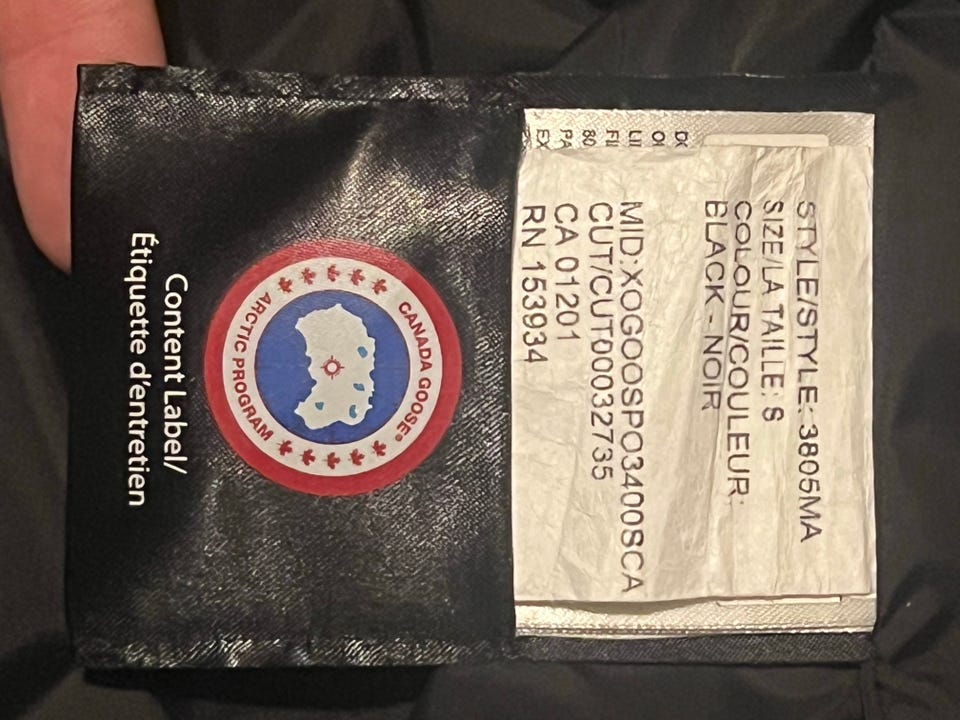 STYLE/STYLE: 3805MA
SIZE/LA TAILLE: S
COLOUR/COULEUR:
BLACK - NOIR
MID:XOGOOSPO3400SCA
CUT/CUT000332735
CA 01201
RN 153934
CANADA GOOSE®
ARCTIC PROGRAM
Content Label/
Étiquette d'entretien